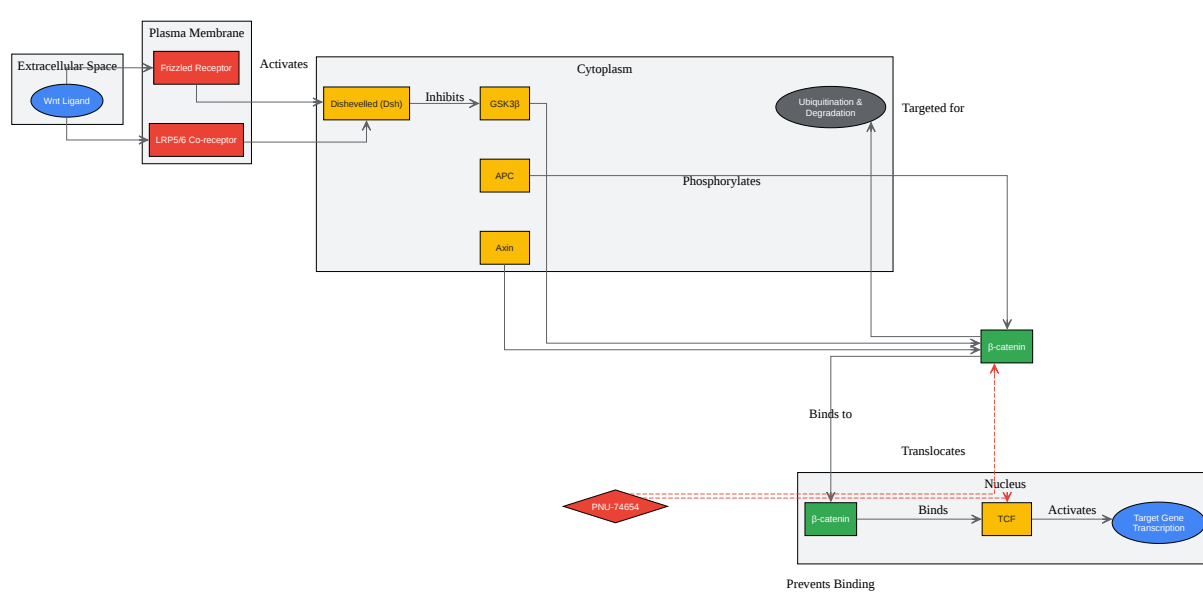 Plasma Membrane
Extracellular Space
Frizzled Receptor
Activates
Cytoplasm
Wnt Ligand
Dishevelled (Dsh)
Inhibits
GSK3β
Ubiquitination &
Degradation
Targeted for
LRP5/6 Co-receptor
APC
Phosphorylates
Axin
β-catenin
Binds to
Translocates
Nucleus
PNU-74654
β-catenin
Binds
TCF
Activates
Target Gene
Transcription
Prevents Binding